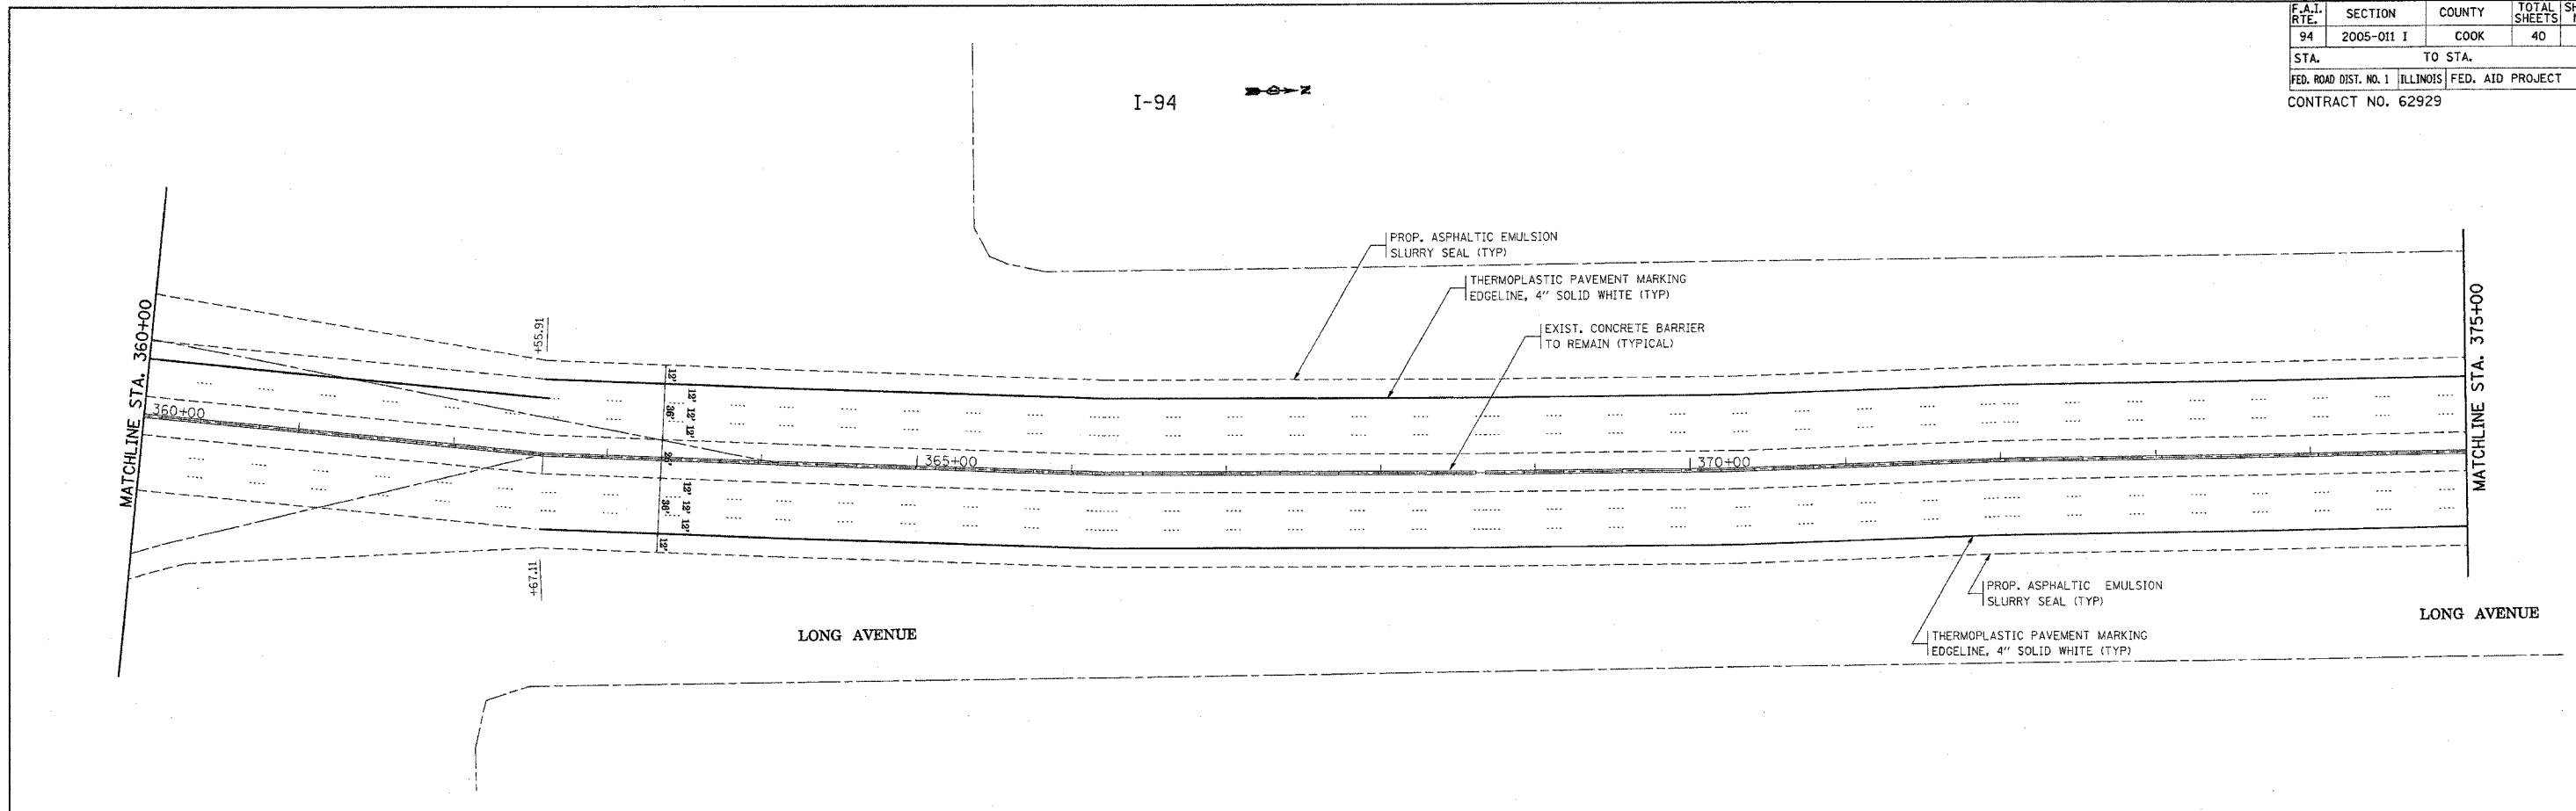 F.A.I. RTE. SECTION COUNTY TOTAL SHEETS
94 2005-011 I COOK 40
STA. TO STA.
FED. ROAD DIST. NO. 1 ILLINOIS FED. AID PROJECT
CONTRACT NO. 62929
I-94
N
PROP. ASPHALTIC EMULSION
SLURRY SEAL (TYP)
THERMOPLASTIC PAVEMENT MARKING
EDGELINE, 4" SOLID WHITE (TYP)
EXIST. CONCRETE BARRIER
TO REMAIN (TYPICAL)
MATCHLINE STA. 360+00
360+00
+55.91
12'
12'
36'
12'
12'
365+00
370+00
MATCHLINE STA. 375+00
12'
36'
12'
12'
12'
+67.11
PROP. ASPHALTIC EMULSION
SLURRY SEAL (TYP)
THERMOPLASTIC PAVEMENT MARKING
EDGELINE, 4" SOLID WHITE (TYP)
LONG AVENUE
LONG AVENUE